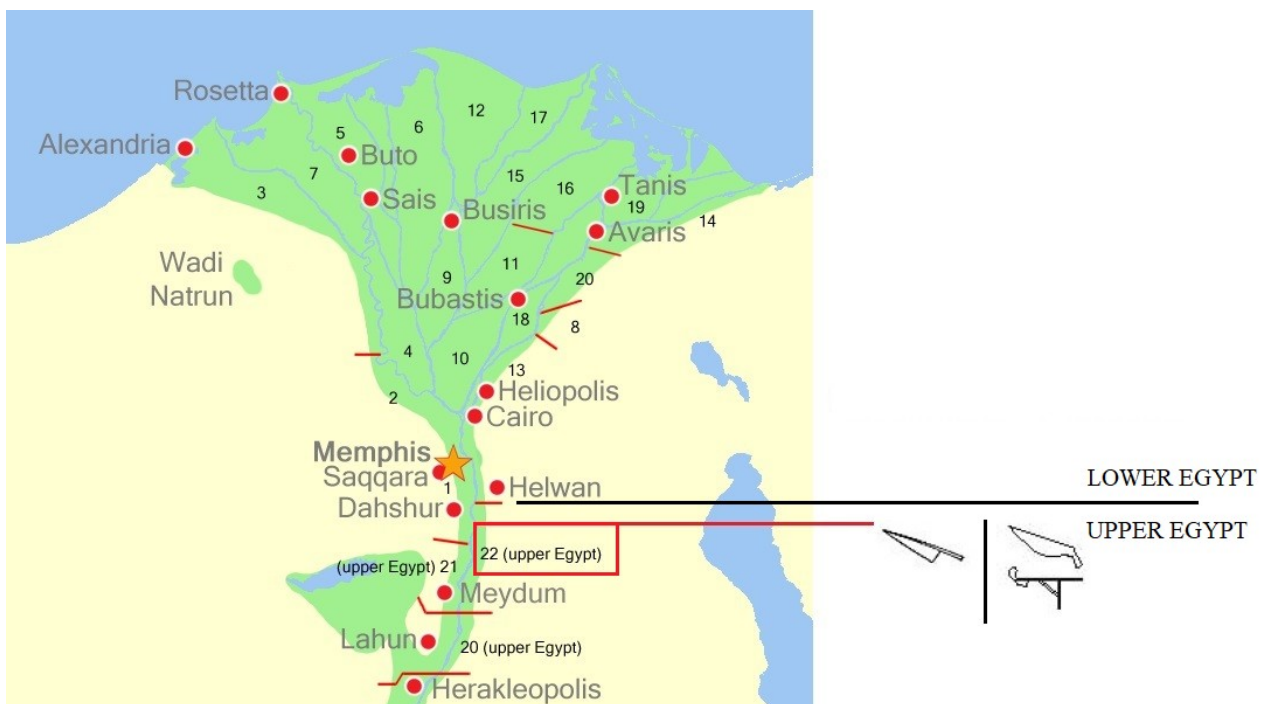 Rosetta
12
17
6
5
Alexandria
Buto
7
15
16
Tanis
3
Sais
19
Busiris
14
Avaris
Wadi
Natrun
11
9
20
Bubastis
18
8
4
10
13
2
Heliopolis
Cairo
Memphis
Saqqara
1
Helwan
LOWER EGYPT
Dahshur
UPPER EGYPT
22 (upper Egypt)
(upper Egypt) 21
Meydum
Lahun
20 (upper Egypt)
Herakleopolis